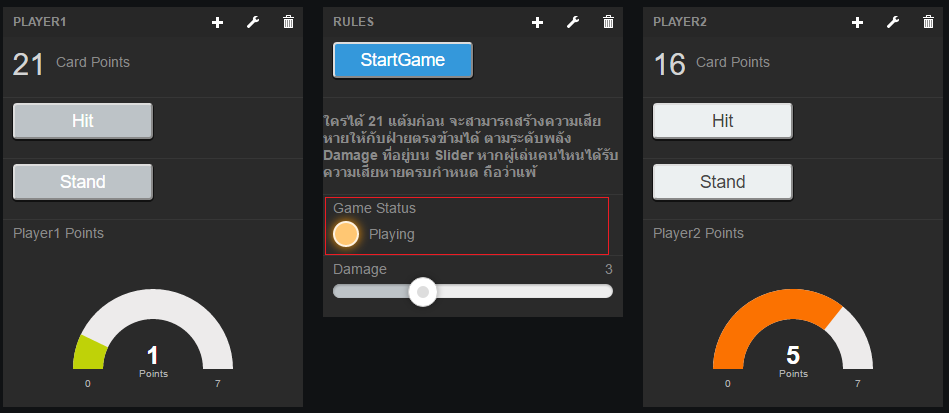 PLAYER1
21 Card Points
Hit
Stand
Player1 Points
1
Points
0 7
RULES
StartGame
ใครได้ 21 แต้มก่อน จะสามารถสร้างความเสีย
หายให้กับฝ่ายตรงข้ามได้ ตามระดับพลัง
Damage ที่อยู่บน Slider หากผู้เล่นคนไหนได้รับ
ความเสียหายครบกำหนด ถือว่าแพ้
Game Status
Playing
Damage 3
PLAYER2
16 Card Points
Hit
Stand
Player2 Points
5
Points
0 7